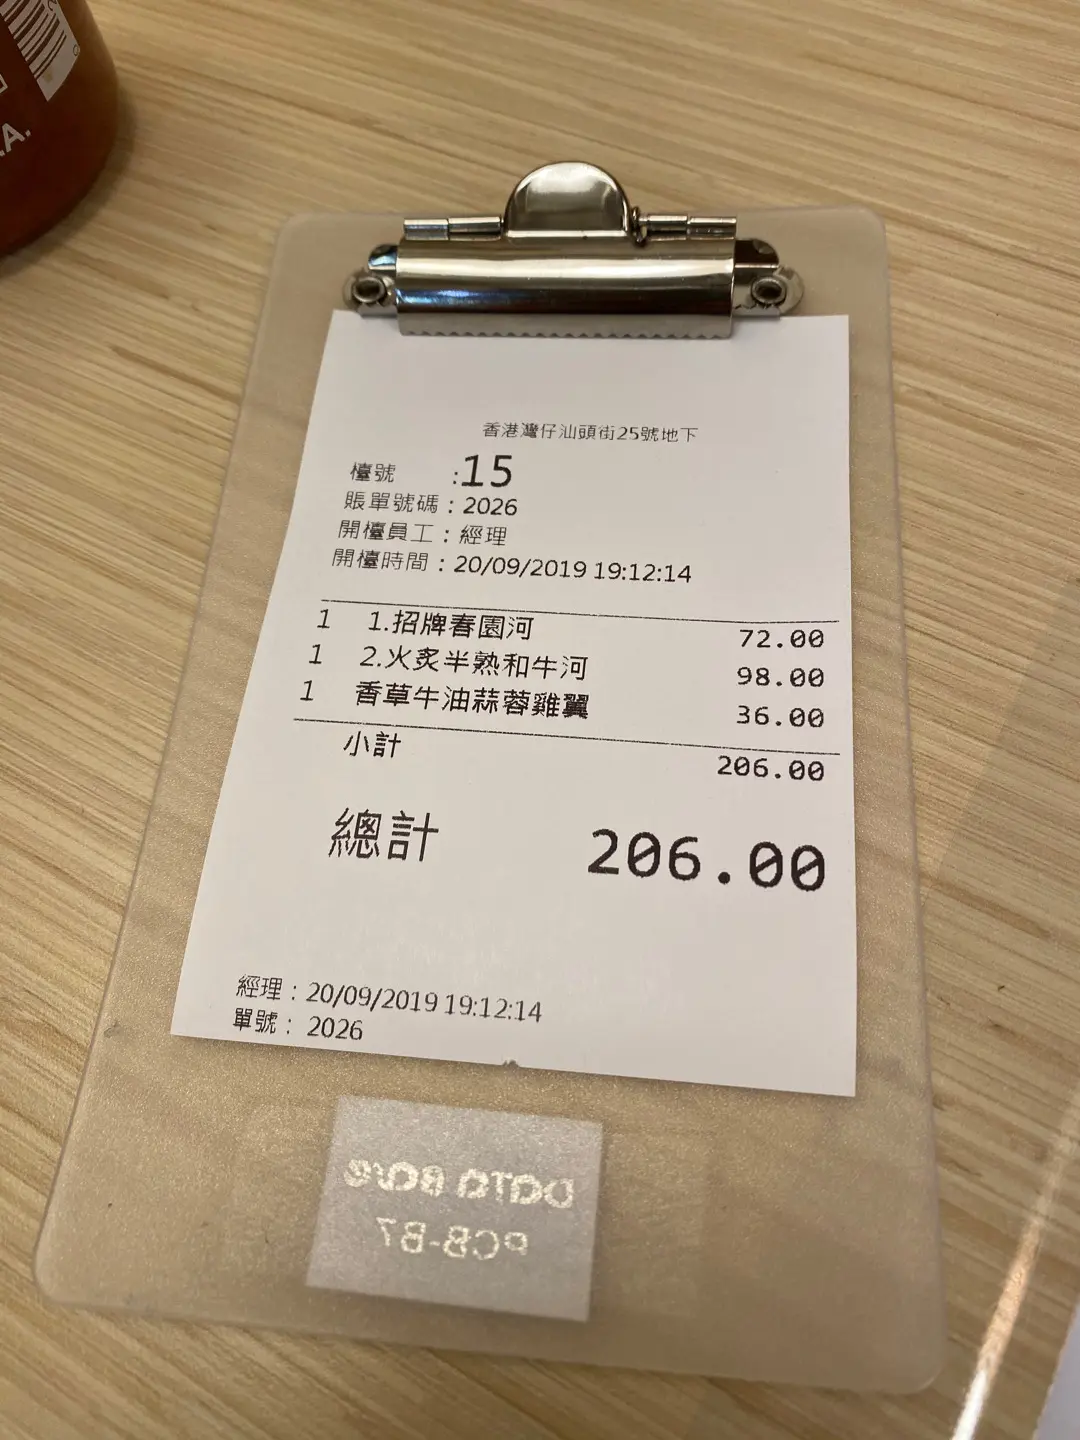 .A.
香港灣仔汕頭街25號地下
檯號 :15
賬單號碼：2026
開檯員工：經理
開檯時間：20/09/2019 19:12:14
1 1.招牌春園河 72.00
1 2.火炙半熟和牛河 98.00
1 香草牛油蒜蓉雞翼 36.00
小計 206.00
總計 206.00
經理：20/09/2019 19:12:14
單號： 2026
DATA BASE
PCB-B7